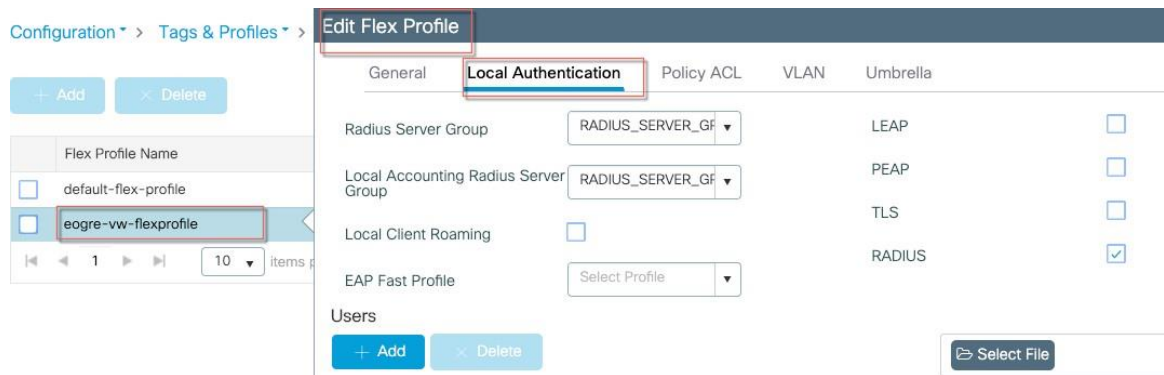 Configuration > Tags & Profiles >
+ Add × Delete
Flex Profile Name
default-flex-profile
eogre-vw-flexprofile
1 10 items
Edit Flex Profile
General Local Authentication Policy ACL VLAN Umbrella
Radius Server Group RADIUS_SERVER_GR
Local Accounting Radius Server
Group
RADIUS_SERVER_GR
Local Client Roaming
EAP Fast Profile Select Profile
LEAP
PEAP
TLS
RADIUS
Users
+ Add × Delete
Select File